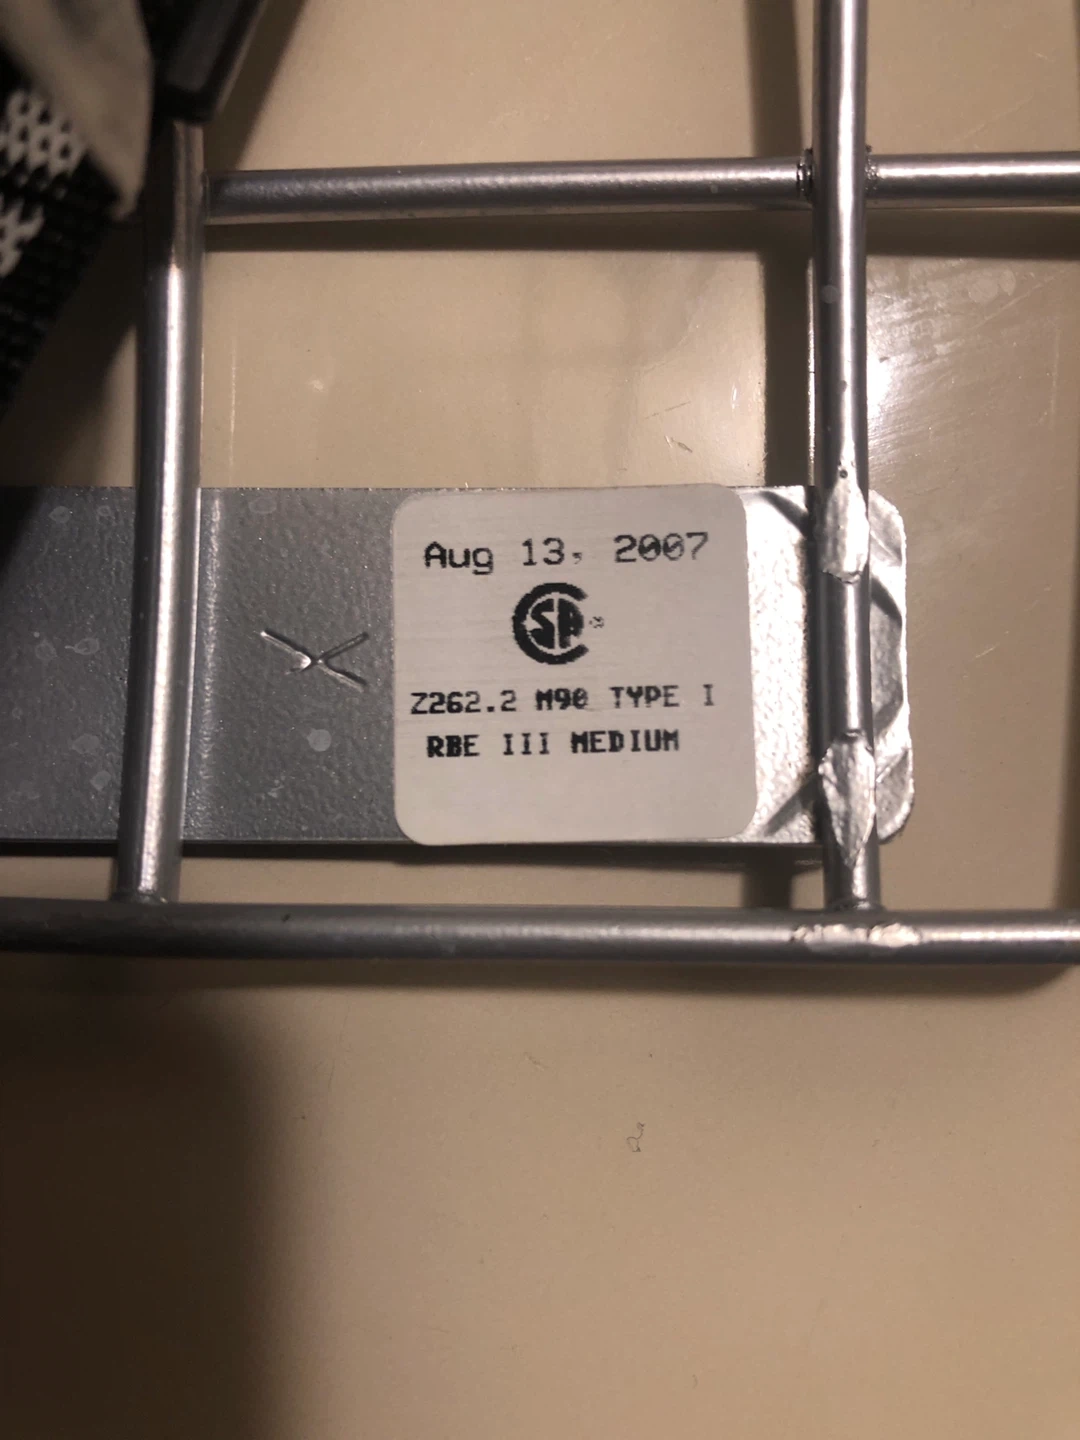 Aug 13, 2007
CSA®
Z262.2 M90 TYPE I
RBE III MEDIUM